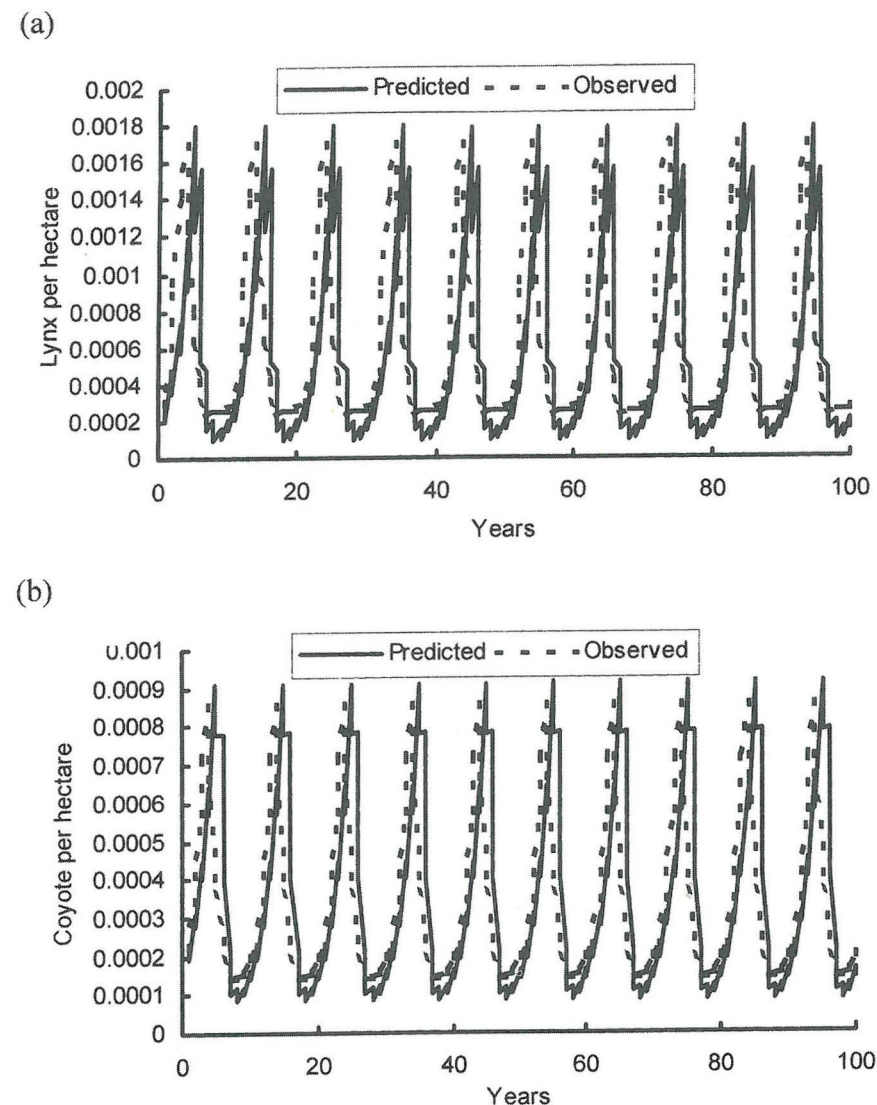 (a)
Predicted Observed
0.002
0.0018
0.0016
0.0014
0.0012
0.001
0.0008
0.0006
0.0004
0.0002
0
Lynx per hectare
0 20 40 60 80 100
Years
(b)
Predicted Observed
0.001
0.0009
0.0008
0.0007
0.0006
0.0005
0.0004
0.0003
0.0002
0.0001
0
Coyote per hectare
0 20 40 60 80 100
Years